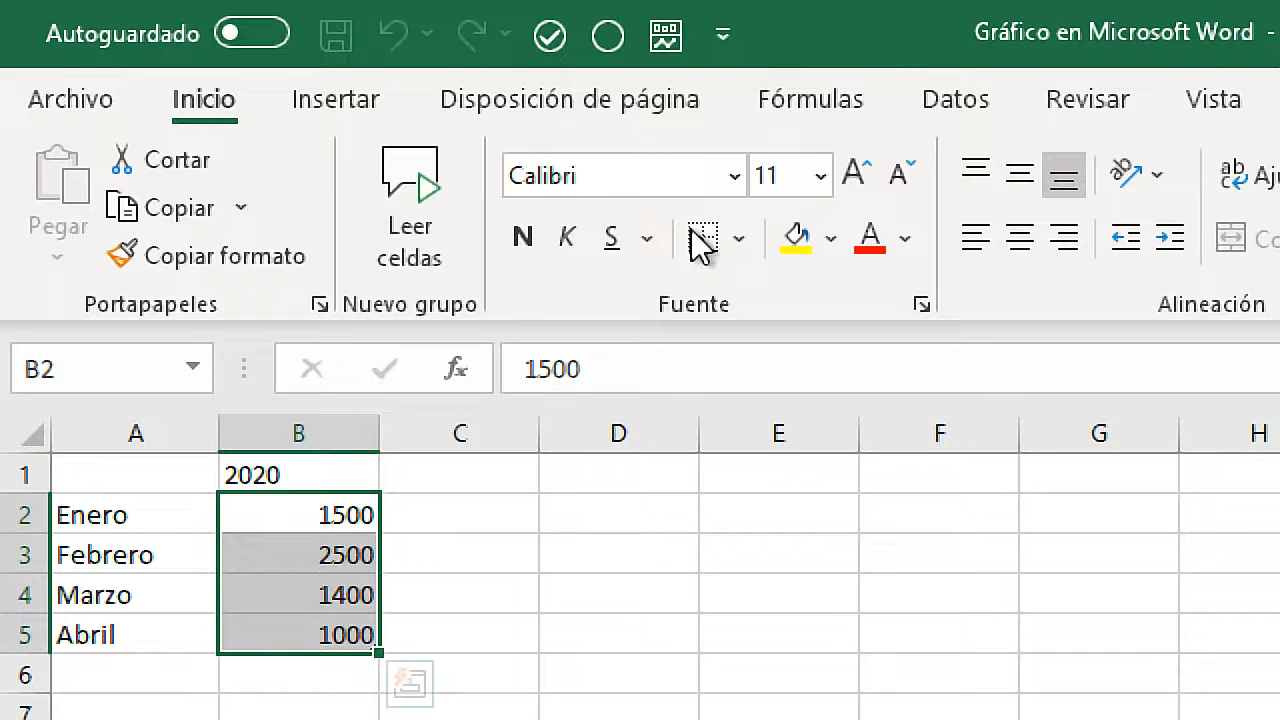 Autoguardado
Gráfico en Microsoft Word -
Archivo Inicio Insertar Disposición de página Fórmulas Datos Revisar Vista
Pegar
Cortar
Copiar
Copiar formato
Portapapeles
Leer
celdas
Nuevo grupo
Calibri 11 A A
N K S A
Fuente
ab
c
Alineación
B2 fx 1500
A B C D E F G H
1 2020
2 Enero 1500
3 Febrero 2500
4 Marzo 1400
5 Abril 1000
6
7